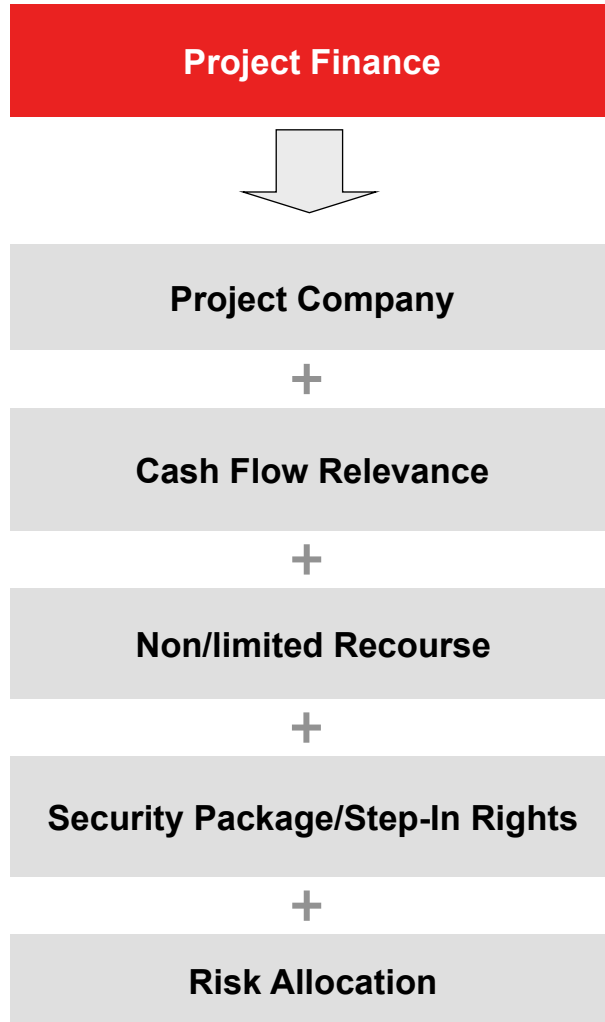 Project Finance
Project Company
+
Cash Flow Relevance
+
Non/limited Recourse
+
Security Package/Step-In Rights
+
Risk Allocation